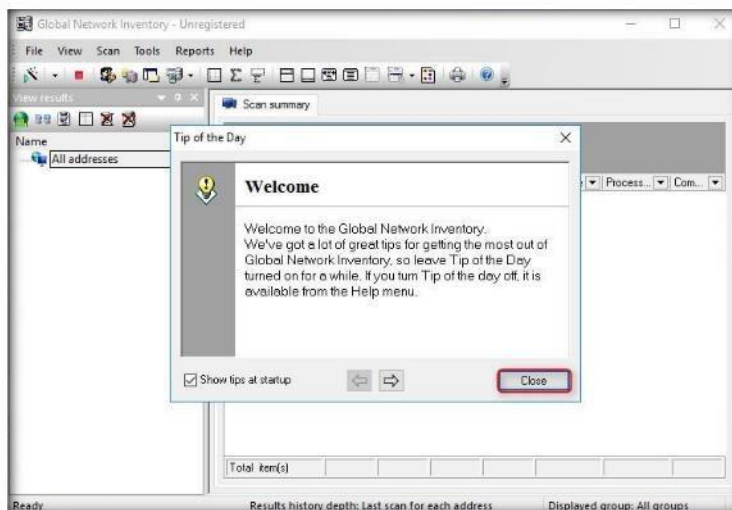 Global Network Inventory - Unregistered
File View Scan Tools Reports Help
View results
Scan summary
Name
All addresses
Tip of the Day
Process... Com...
Welcome
Welcome to the Global Network Inventory.
We've got a lot of great tips for getting the most out of
Global Network Inventory, so leave Tip of the Day
turned on for a while. If you turn Tip of the day off, it is
available from the Help menu.
Show tips at startup
Close
Total item(s)
Ready
Results history depth: Last scan for each address
Displayed group: All groups